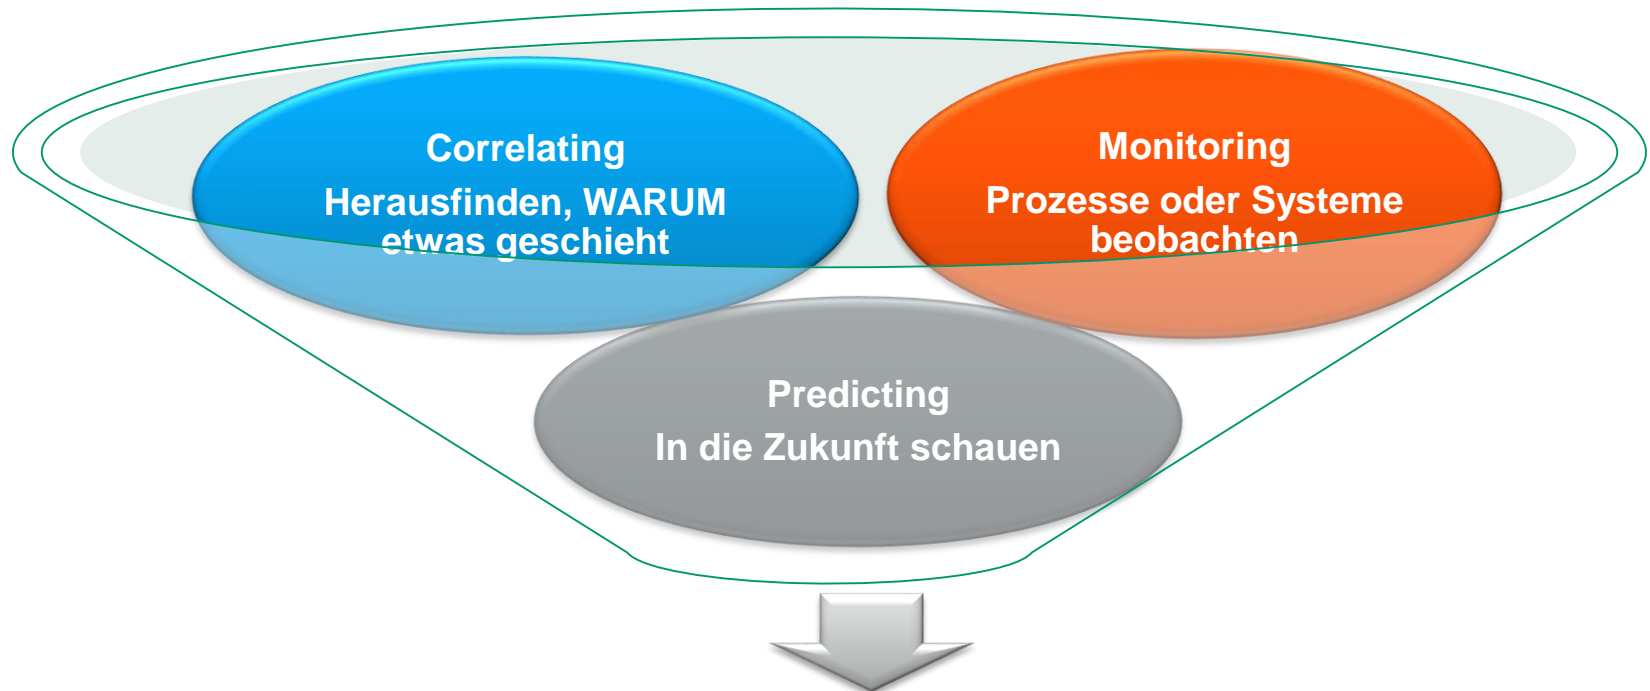 Correlating
Herausfinden, WARUM
etwas geschieht
Monitoring
Prozesse oder Systeme
beobachten
Predicting
In die Zukunft schauen